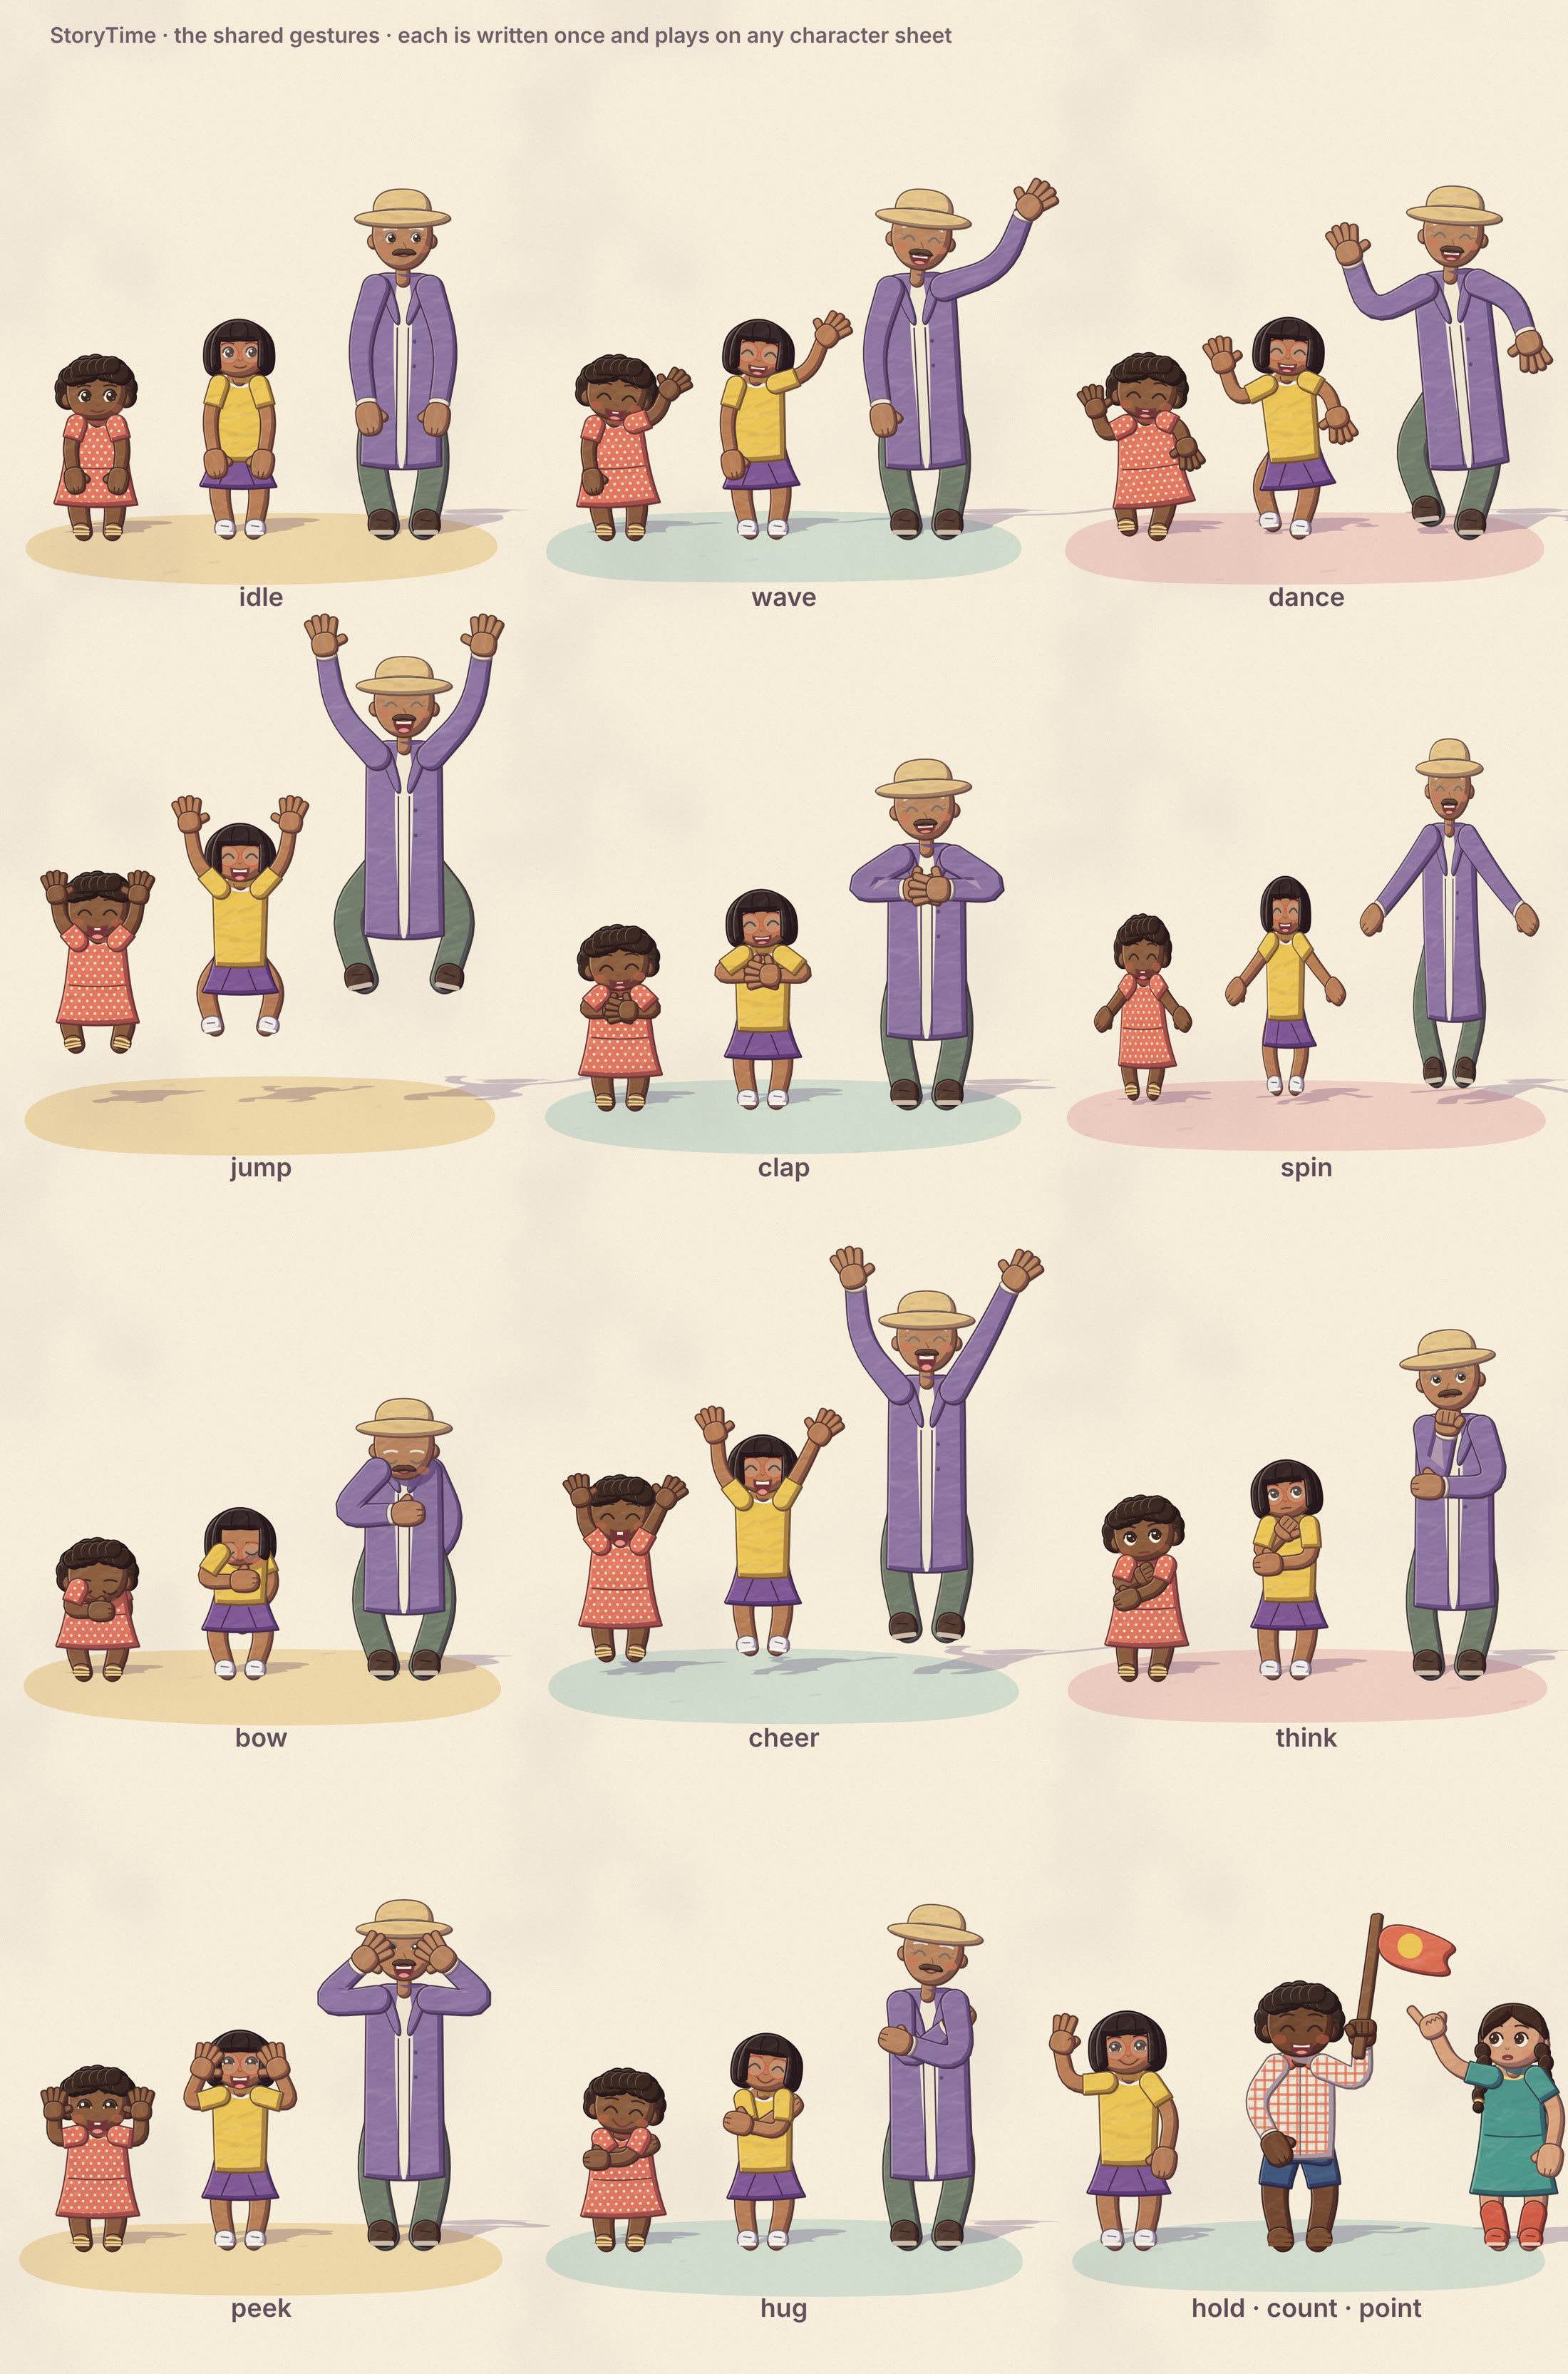 StoryTime · the shared gestures · each is written once and plays on any character sheet
idle
wave
dance
jump
clap
spin
bow
cheer
think
peek
hug
hold · count · point